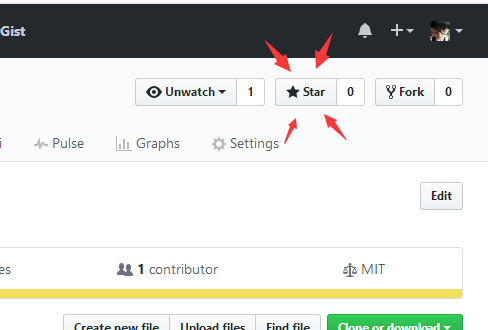 Gist
Unwatch 1 Star 0 Fork 0
Pulse Graphs Settings
Edit
1 contributor MIT
Create new file Upload files Find file Clone or download